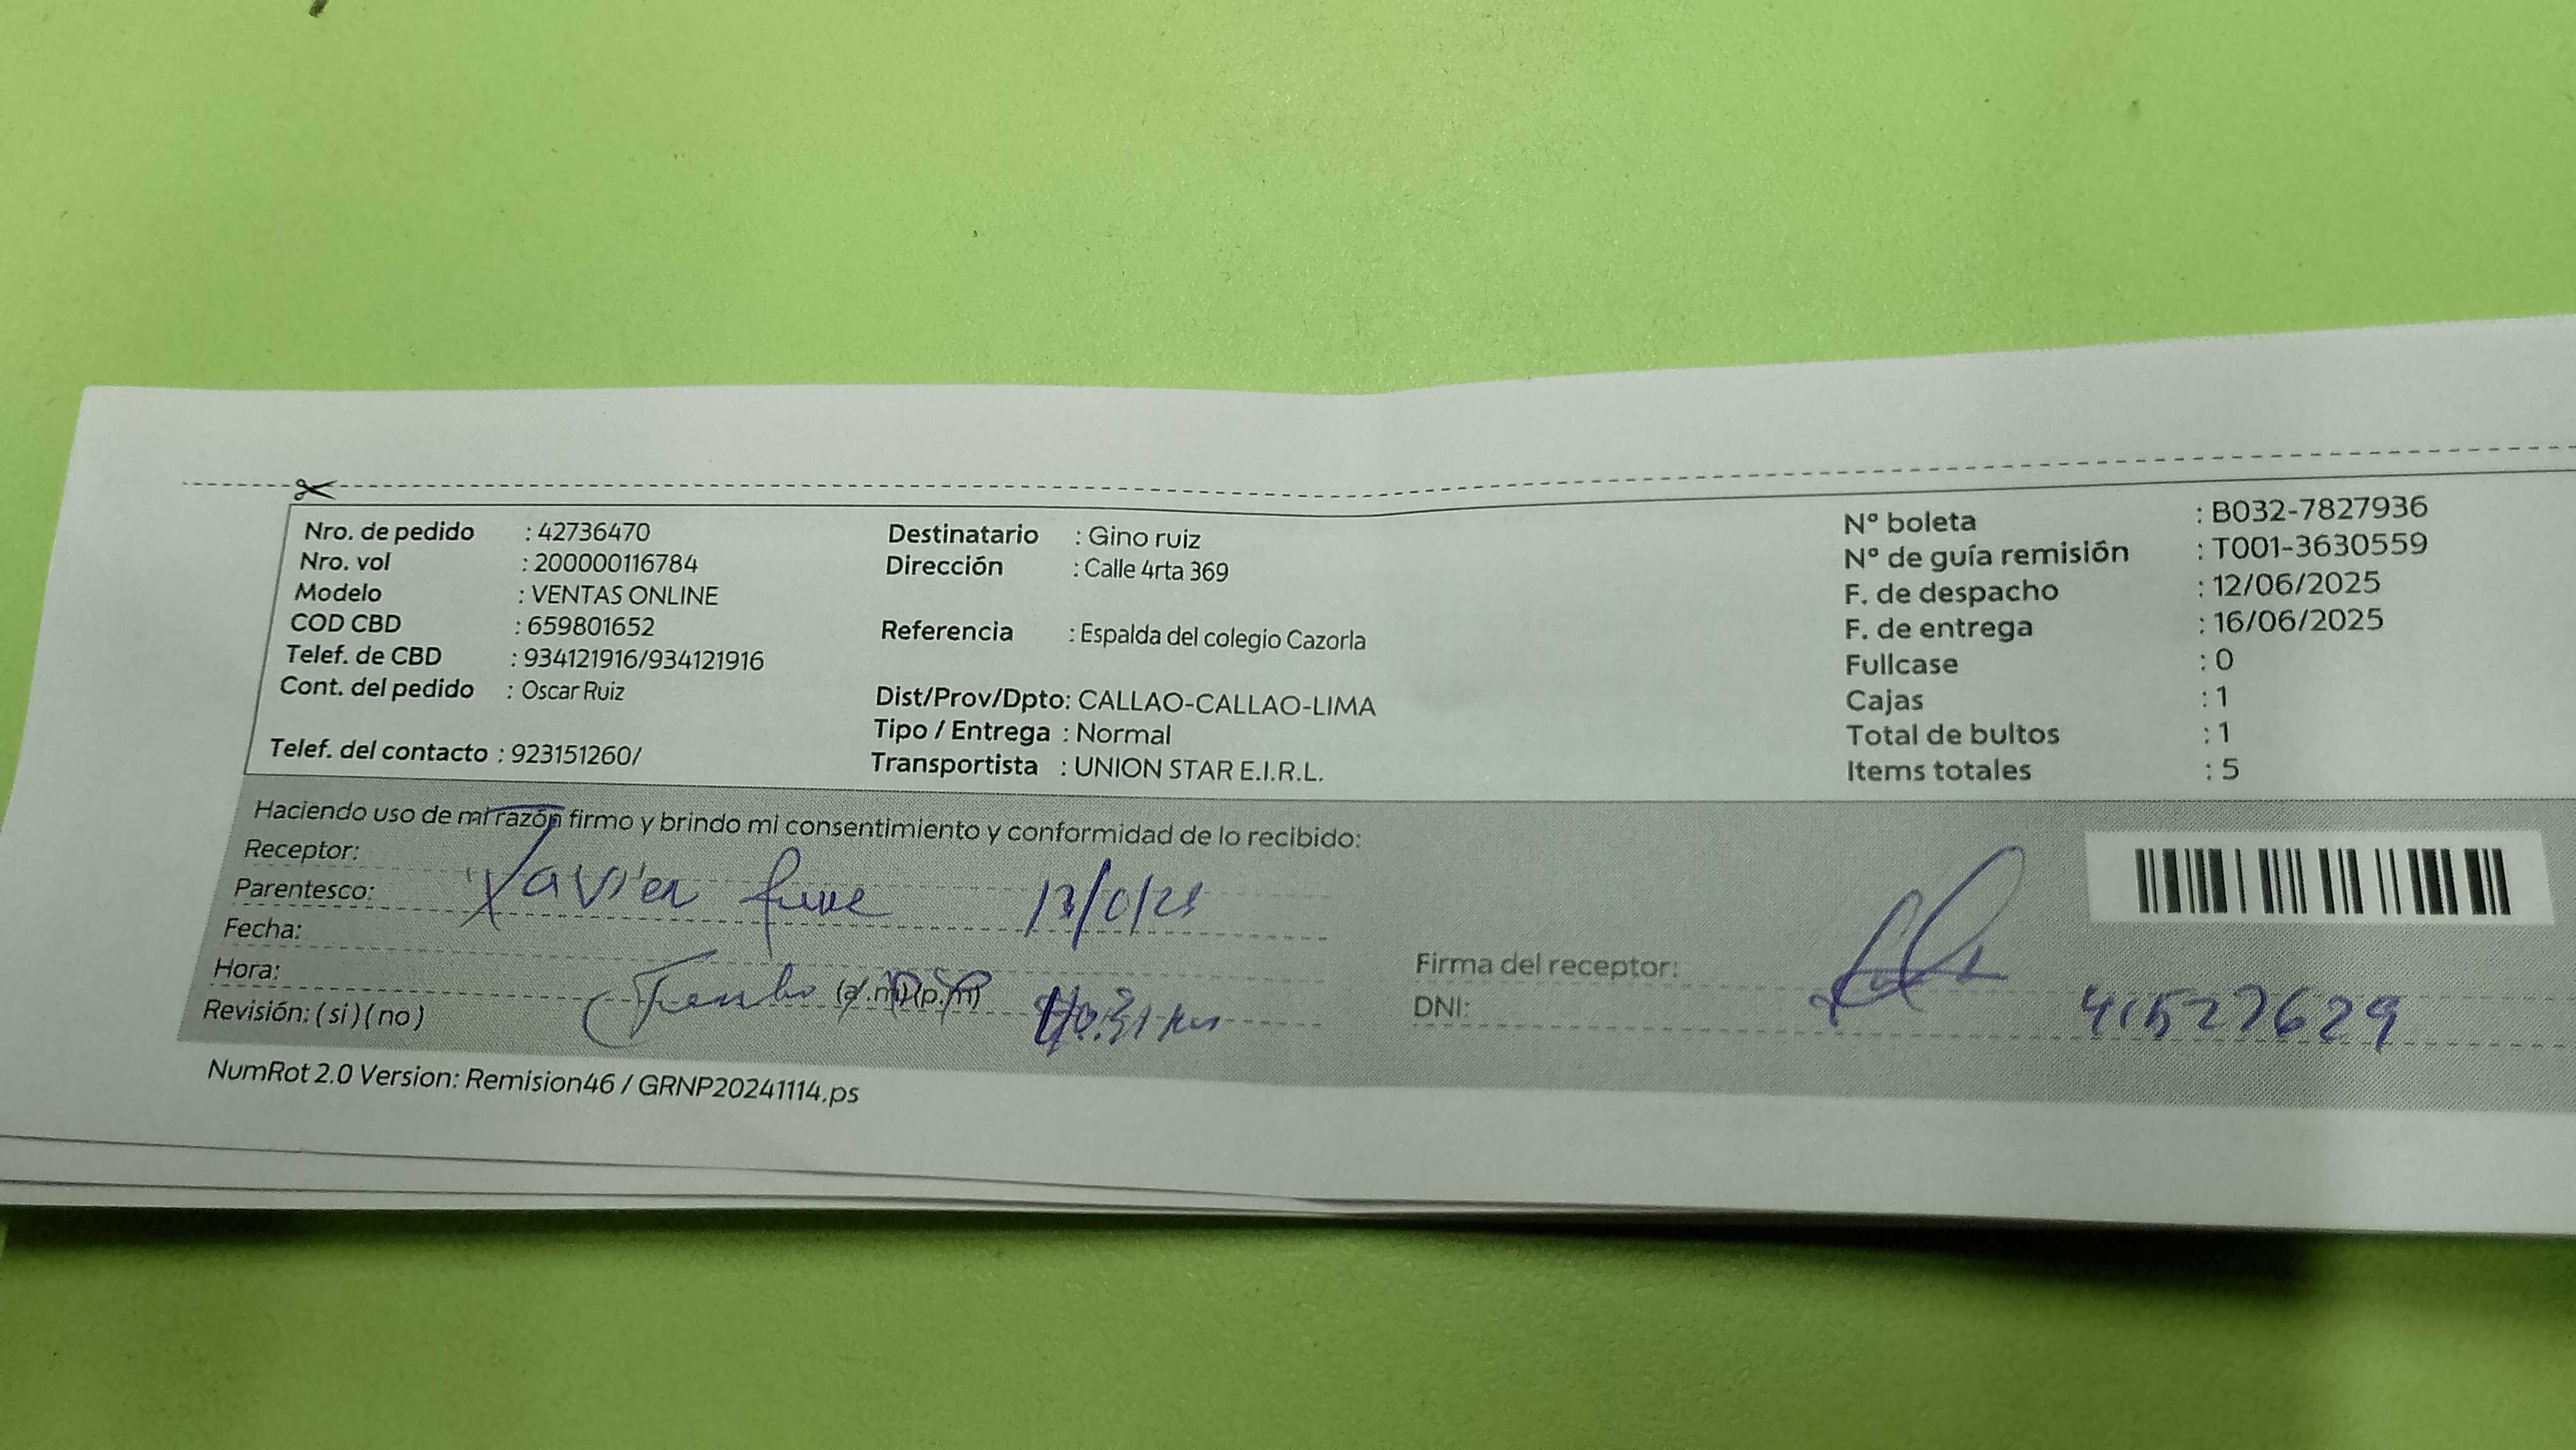 Nro. de pedido : 42736470
Nro. vol : 200000116784
Modelo : VENTAS ONLINE
COD CBD : 659801652
Telef. de CBD : 934121916/934121916
Cont. del pedido : Oscar Ruiz
Telef. del contacto : 923151260/
Destinatario : Gino ruiz
Dirección : Calle 4rta 369
Referencia : Espalda del colegio Cazorla
Dist/Prov/Dpto: CALLAO-CALLAO-LIMA
Tipo / Entrega : Normal
Transportista : UNION STAR E.I.R.L.
Nº boleta : B032-7827936
Nº de guía remisión : T001-3630559
F. de despacho : 12/06/2025
F. de entrega : 16/06/2025
Fullcase : 0
Cajas : 1
Total de bultos : 1
Items totales : 5
Haciendo uso de mi razón firmo y brindo mi consentimiento y conformidad de lo recibido:
Receptor:
Parentesco: Xavier
Fecha:
Hora: (a.m)(p.m)
Revisión: (si)(no)
Firma del receptor:
DNI: 41527629
NumRot 2.0 Version: Remision46 / GRNP20241114.ps